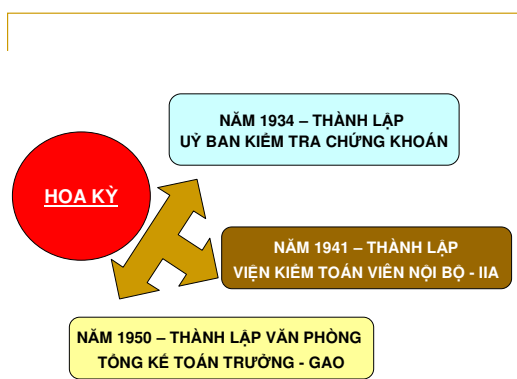 NĂM 1934 – THÀNH LẬP
UỶ BAN KIỂM TRA CHỨNG KHOÁN
HOA KỲ
NĂM 1941 – THÀNH LẬP
VIỆN KIỂM TOÁN VIÊN NỘI BỘ - IIA
NĂM 1950 – THÀNH LẬP VĂN PHÒNG
TỔNG KẾ TOÁN TRƯỞNG - GAO